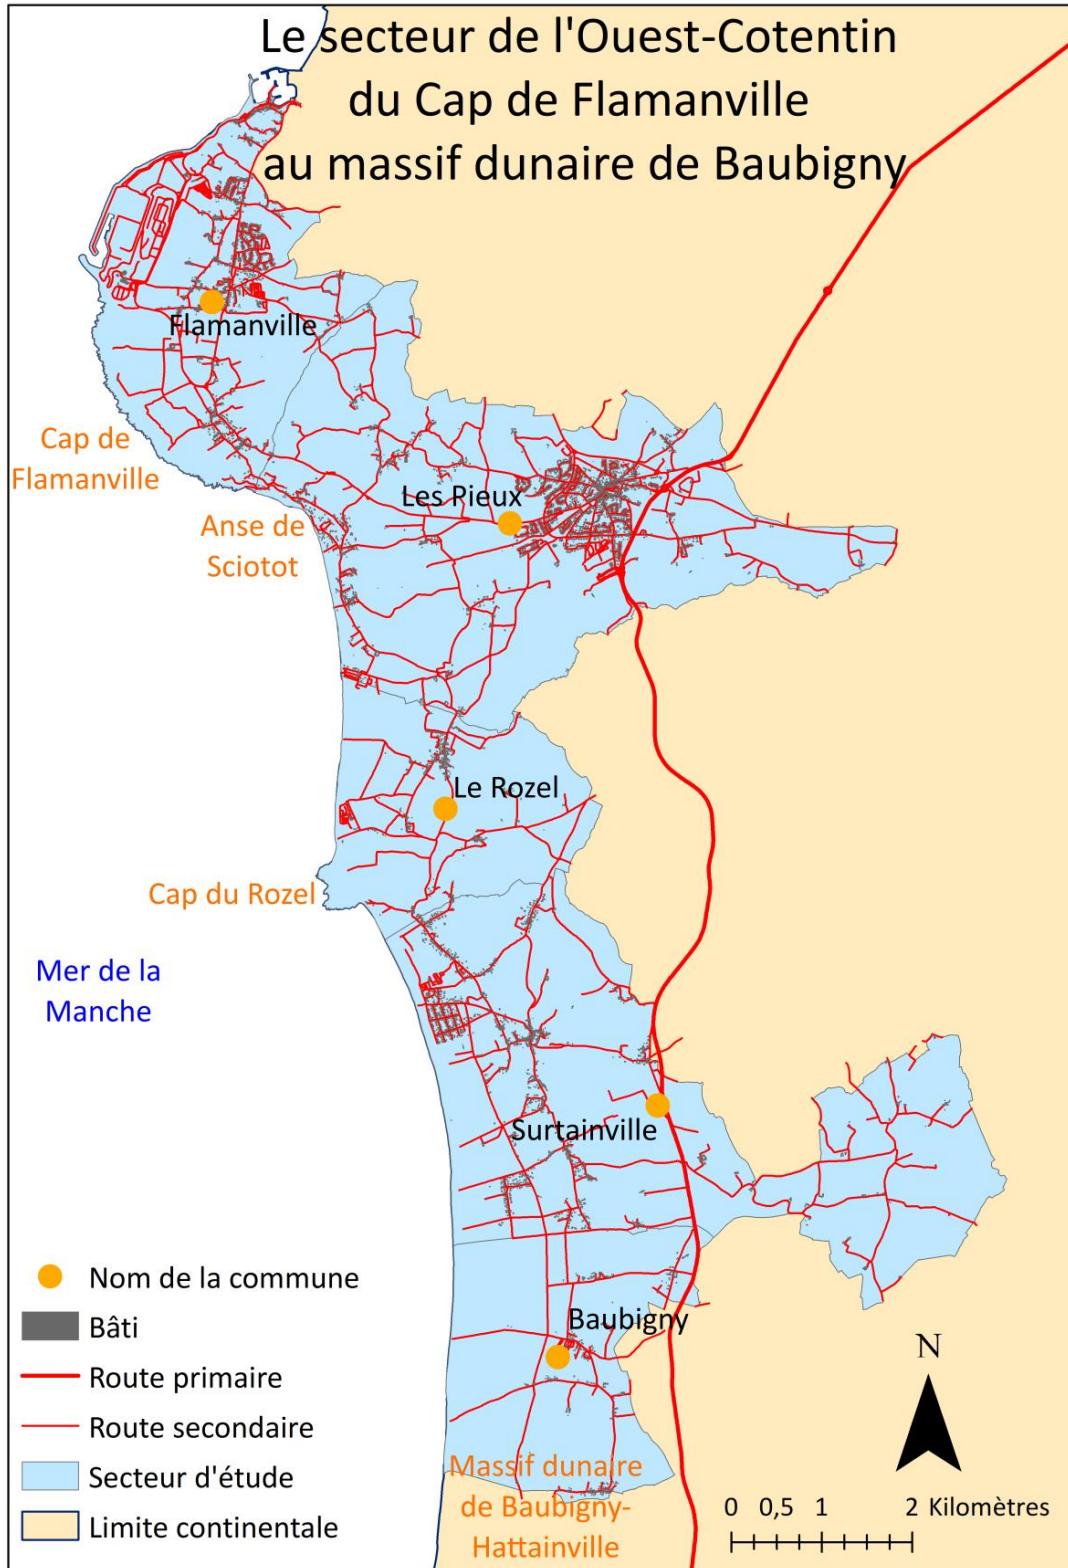 Le secteur de l'Ouest-Cotentin
du Cap de Flamanville
au massif dunaire de Baubigny
Flamanville
Cap de
Flamanville
Les Rieux
Anse de
Sciotot
Le Rozel
Cap du Rozel
Mer de la
Manche
Surtainville
Baubigny
Massif dunaire
de Baubigny-
Hattainville
Nom de la commune
Bâti
Route primaire
Route secondaire
Secteur d'étude
Limite continentale
N
0 0,5 1 2 Kilomètres